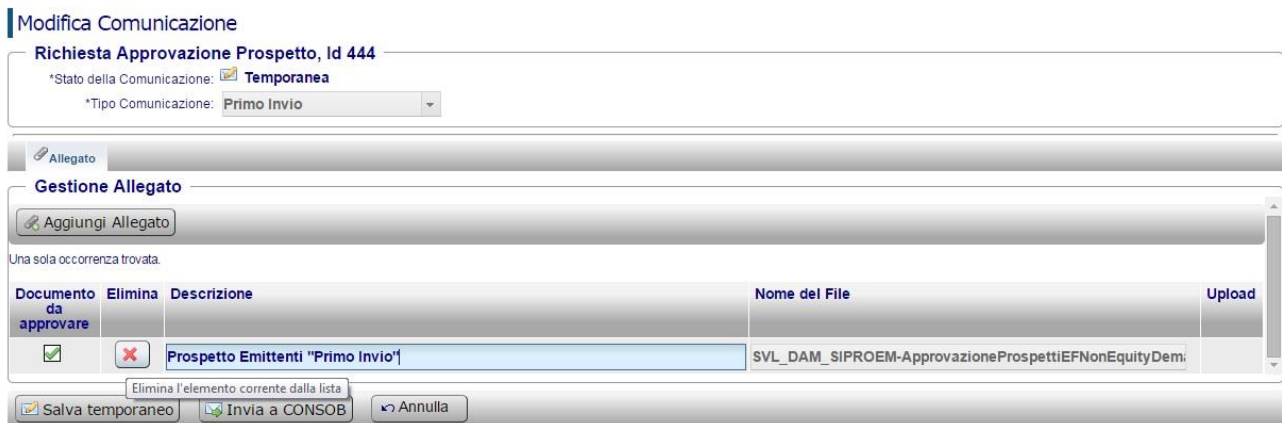 Modifica Comunicazione
Richiesta Approvazione Prospetto, Id 444
*Stato della Comunicazione: Temporanea
*Tipo Comunicazione: Primo Invio
Allegato
Gestione Allegato
Aggiungi Allegato
Una sola occorrenza trovata.
Documento da approvare Elimina Descrizione Nome del File Upload
Prospetto Emittenti "Primo Invio" SVL_DAM_SIPROEM-ApprovazioneProspettiEFNonEquityDema
Elimina l'elemento corrente dalla lista
Salva temporaneo Invia a CONSOB Annulla